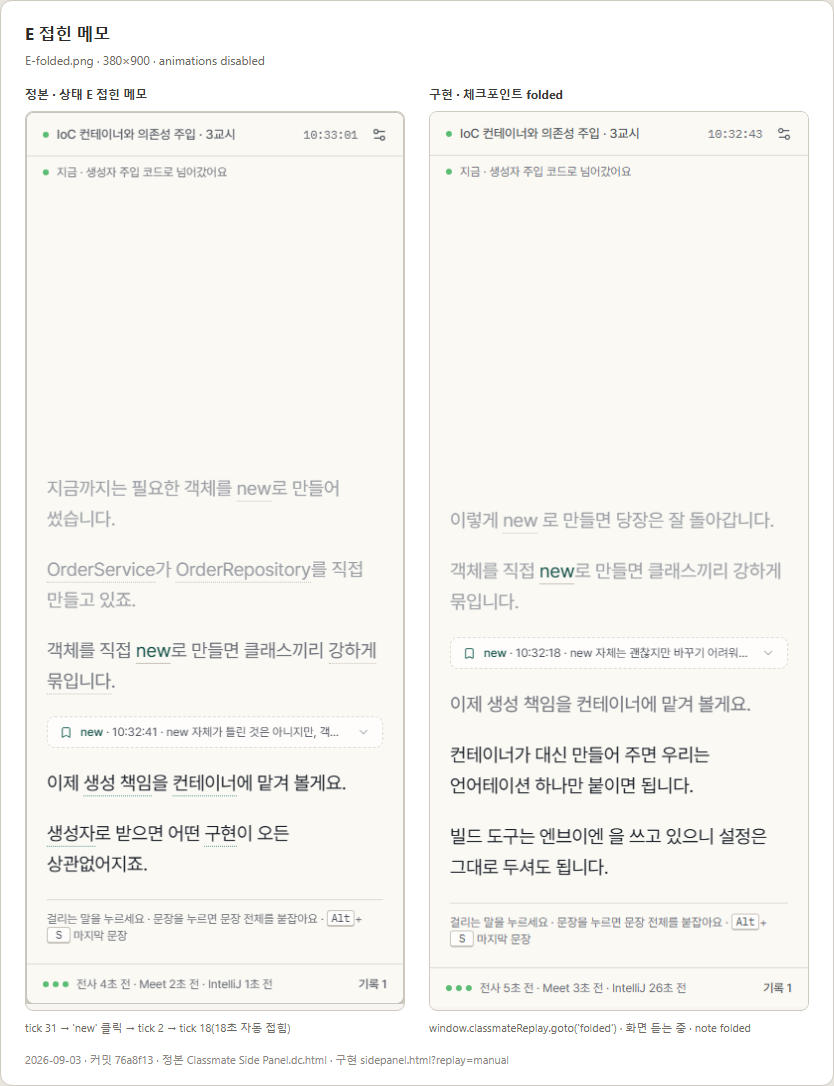 E 접힌 메모
E-folded.png · 380×900 · animations disabled
정본 · 상태 E 접힌 메모
IoC 컨테이너와 의존성 주입 · 3교시 10:33:01
지금 · 생성자 주입 코드로 넘어갔어요
지금까지는 필요한 객체를 new로 만들어
썼습니다.
OrderService가 OrderRepository를 직접
만들고 있죠.
객체를 직접 new로 만들면 클래스끼리 강하게
묶입니다.
new · 10:32:41 · new 자체가 틀린 것은 아니지만, 객...
이제 생성 책임을 컨테이너에 맡겨 볼게요.
생성자로 받으면 어떤 구현이 오든
상관없어지죠.
걸리는 말을 누르세요 · 문장을 누르면 문장 전체를 붙잡아요 · Alt +
S 마지막 문장
전사 4초 전 · Meet 2초 전 · IntelliJ 1초 전 기록 1
tick 31 → 'new' 클릭 → tick 2 → tick 18(18초 자동 접힘)
구현 · 체크포인트 folded
IoC 컨테이너와 의존성 주입 · 3교시 10:32:43
지금 · 생성자 주입 코드로 넘어갔어요
이렇게 new 로 만들면 당장은 잘 돌아갑니다.
객체를 직접 new로 만들면 클래스끼리 강하게
묶입니다.
new · 10:32:18 · new 자체는 괜찮지만 바꾸기 어려워...
이제 생성 책임을 컨테이너에 맡겨 볼게요.
컨테이너가 대신 만들어 주면 우리는
언어테이션 하나만 붙이면 됩니다.
빌드 도구는 엔브이엔 을 쓰고 있으니 설정은
그대로 두셔도 됩니다.
걸리는 말을 누르세요 · 문장을 누르면 문장 전체를 붙잡아요 · Alt +
S 마지막 문장
전사 5초 전 · Meet 3초 전 · IntelliJ 26초 전 기록 1
window.classmateReplay.goto('folded') · 화면 듣는 중 · note folded
2026-09-03 · 커밋 76a8f13 · 정본 Classmate Side Panel.dc.html · 구현 sidepanel.html?replay=manual